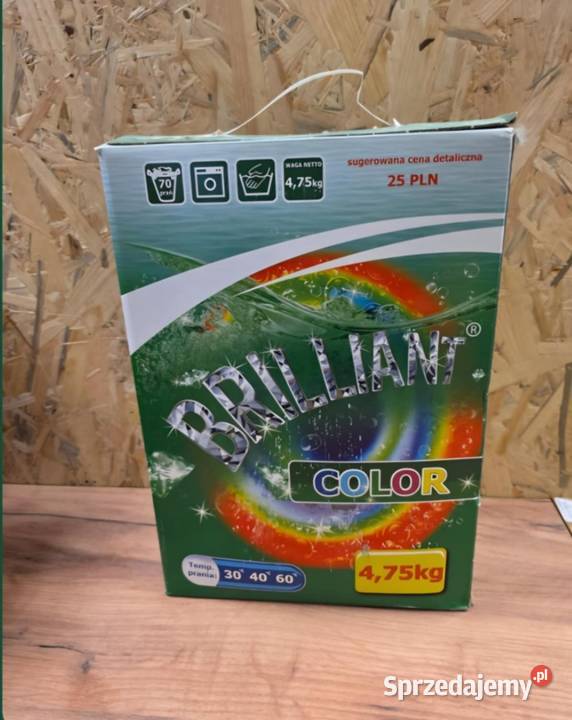 70
prań
WAGA NETTO
4,75kg
sugerowana cena detaliczna
25 PLN
BRILLIANT®
COLOR
Temp.
prania: 30° 40° 60°
4,75kg
Sprzedajemy.pl